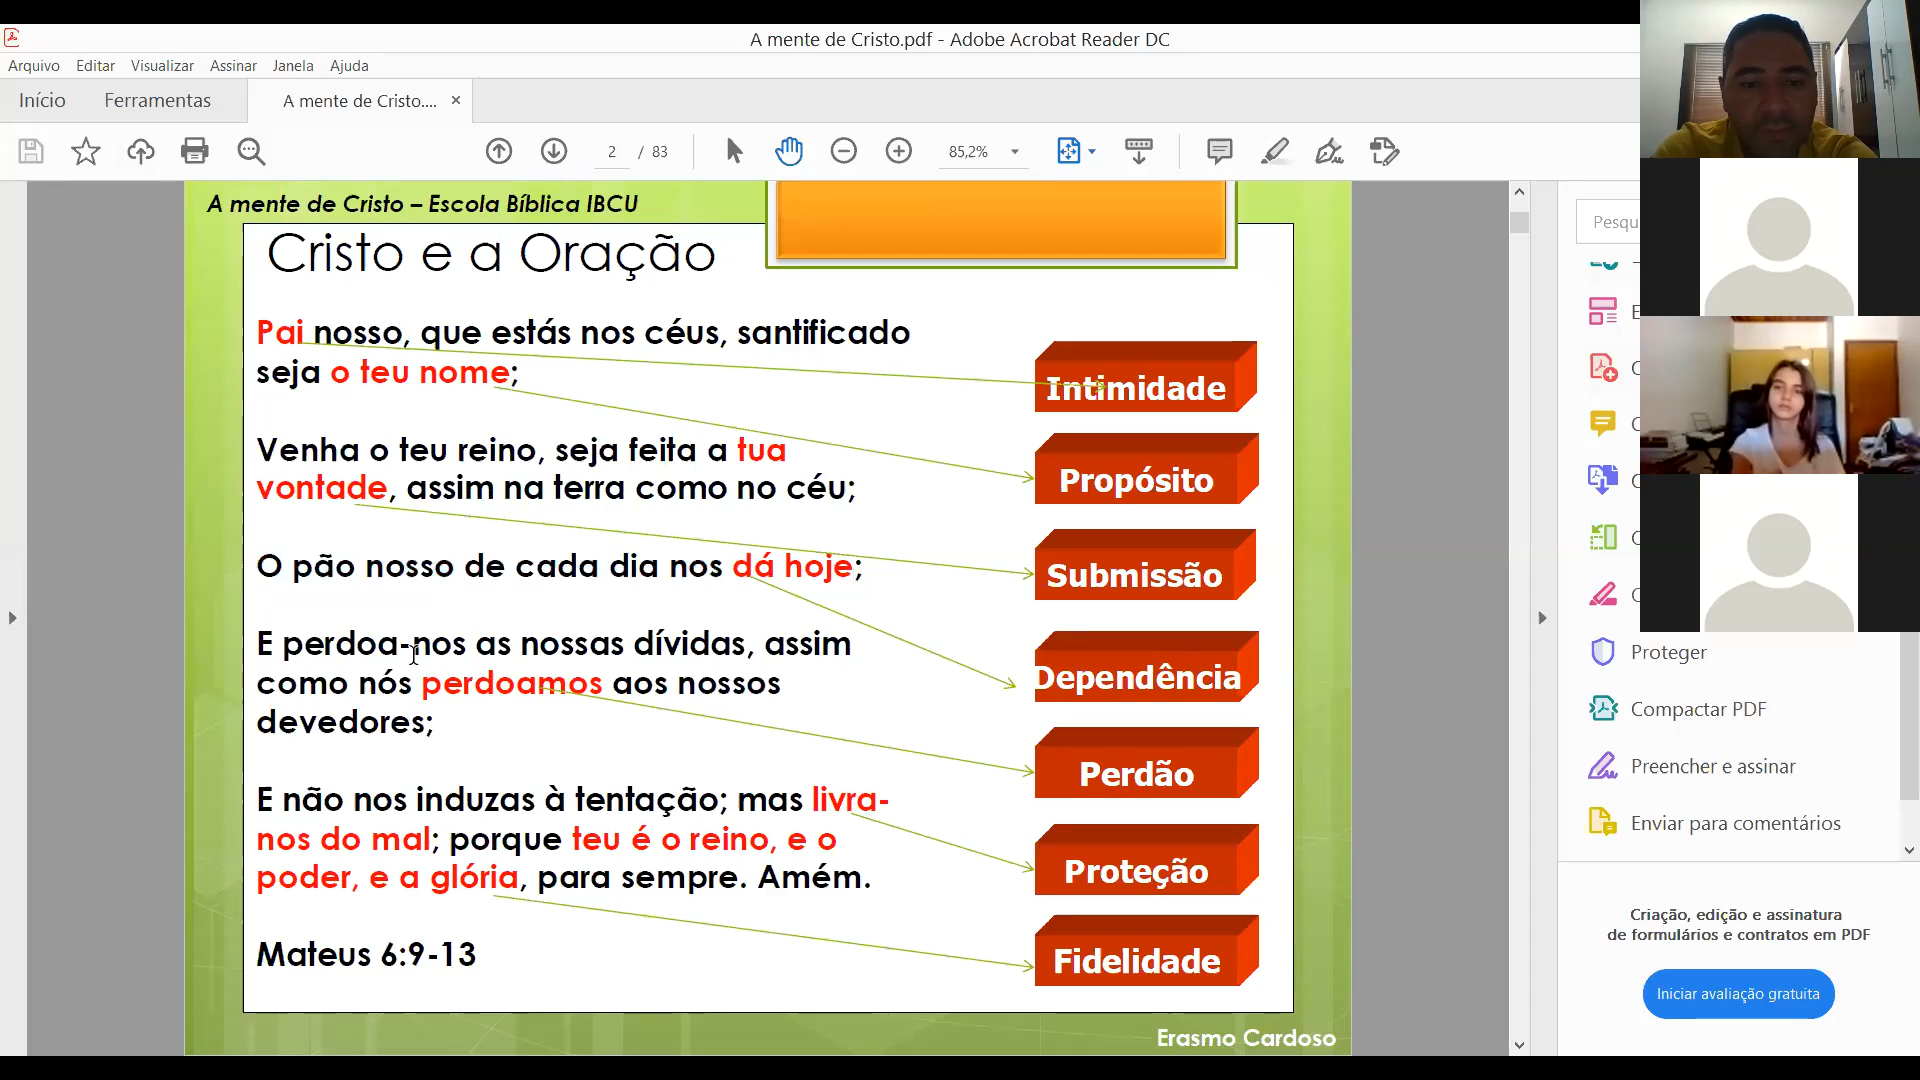 A mente de Cristo.pdf - Adobe Acrobat Reader DC
Arquivo Editar Visualizar Assinar Janela Ajuda
Início Ferramentas A mente de Cristo.... ×
2 / 83 85,2%
A mente de Cristo – Escola Bíblica IBCU
Cristo e a Oração
Pai nosso, que estás nos céus, santificado
seja o teu nome;
Venha o teu reino, seja feita a tua
vontade, assim na terra como no céu;
O pão nosso de cada dia nos dá hoje;
E perdoa-nos as nossas dívidas, assim
como nós perdoamos aos nossos
devedores;
E não nos induzas à tentação; mas livra-
nos do mal; porque teu é o reino, e o
poder, e a glória, para sempre. Amém.
Mateus 6:9-13
Intimidade
Propósito
Submissão
Dependência
Perdão
Proteção
Fidelidade
Erasmo Cardoso
Pesqu
Proteger
Compactar PDF
Preencher e assinar
Enviar para comentários
Criação, edição e assinatura
de formulários e contratos em PDF
Iniciar avaliação gratuita